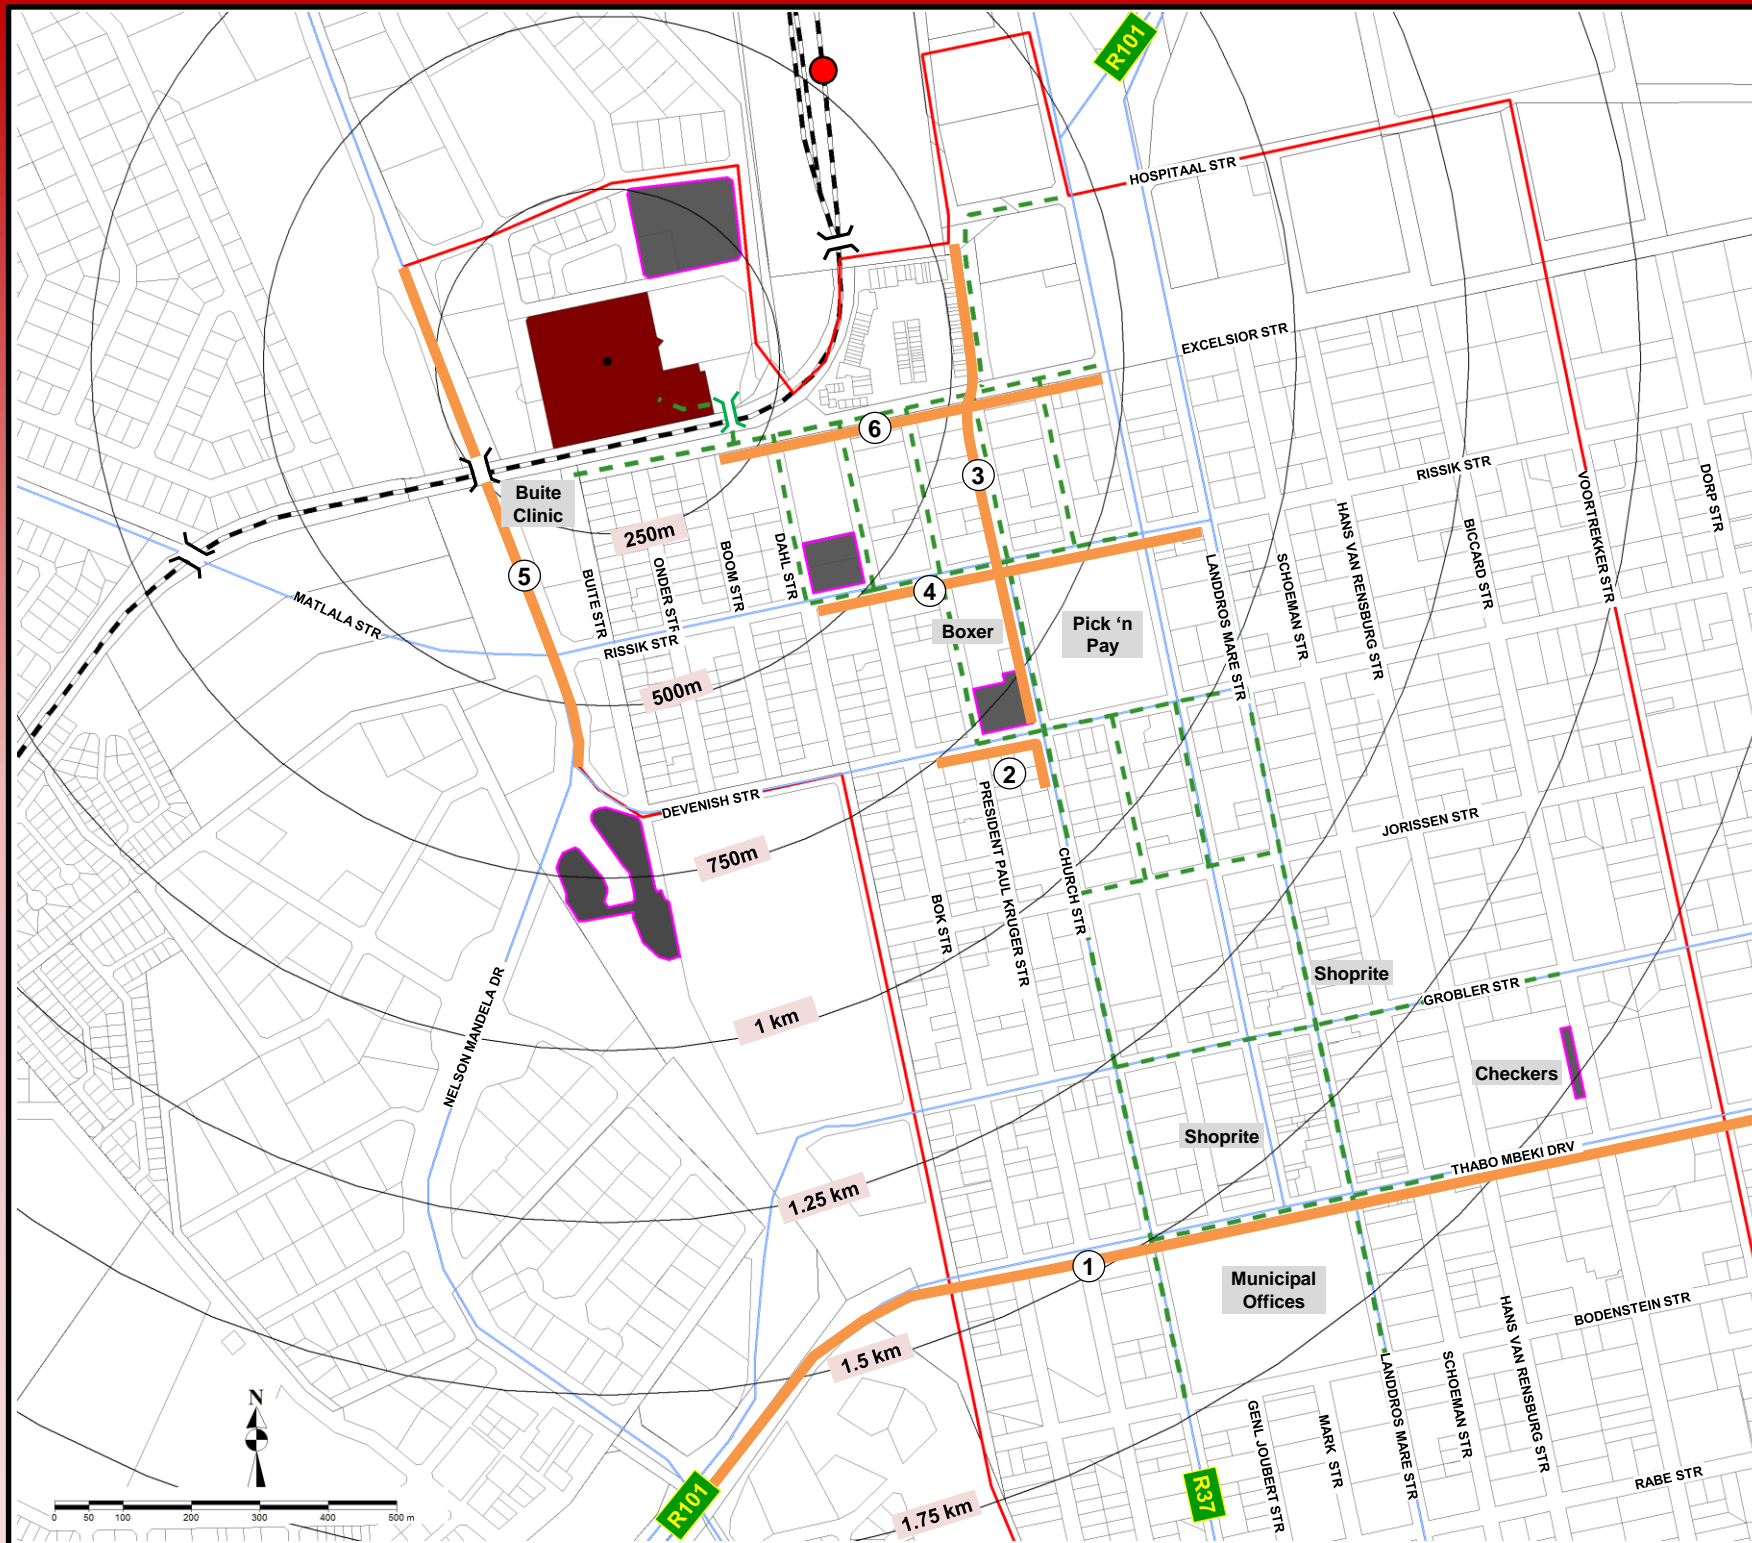 R101
HOSPITAAL STR
EXCELSIOR STR
6
3
RISSIK STR
VOORTREKKER STR
DORP STR
Buite
Clinic
250m
HANS VAN RENSBURG STR
BICCARD STR
5
BUITE STR
ONDER STR
BOOM STR
DAHL STR
4
LANDDROS MARE STR
SCHOEMAN STR
MATLALA STR
RISSIK STR
Boxer
Pick ‘n
Pay
500m
2
DEVENISH STR
PRESIDENT PAUL KRUGER STR
JORISSEN STR
750m
CHURCH STR
BOK STR
Shoprite
GROBLER STR
NELSON MANDELA DR
1 km
Checkers
Shoprite
THABO MBEKI DRV
1.25 km
1
Municipal
Offices
BODENSTEIN STR
HANS VAN RENSBURG STR
1.5 km
SCHOEMAN STR
LANDDROS MARE STR
N
GENL JOUBERT STR
MARK STR
RABE STR
R101
R37
1.75 km
0 50 100 200 300 400 500 m